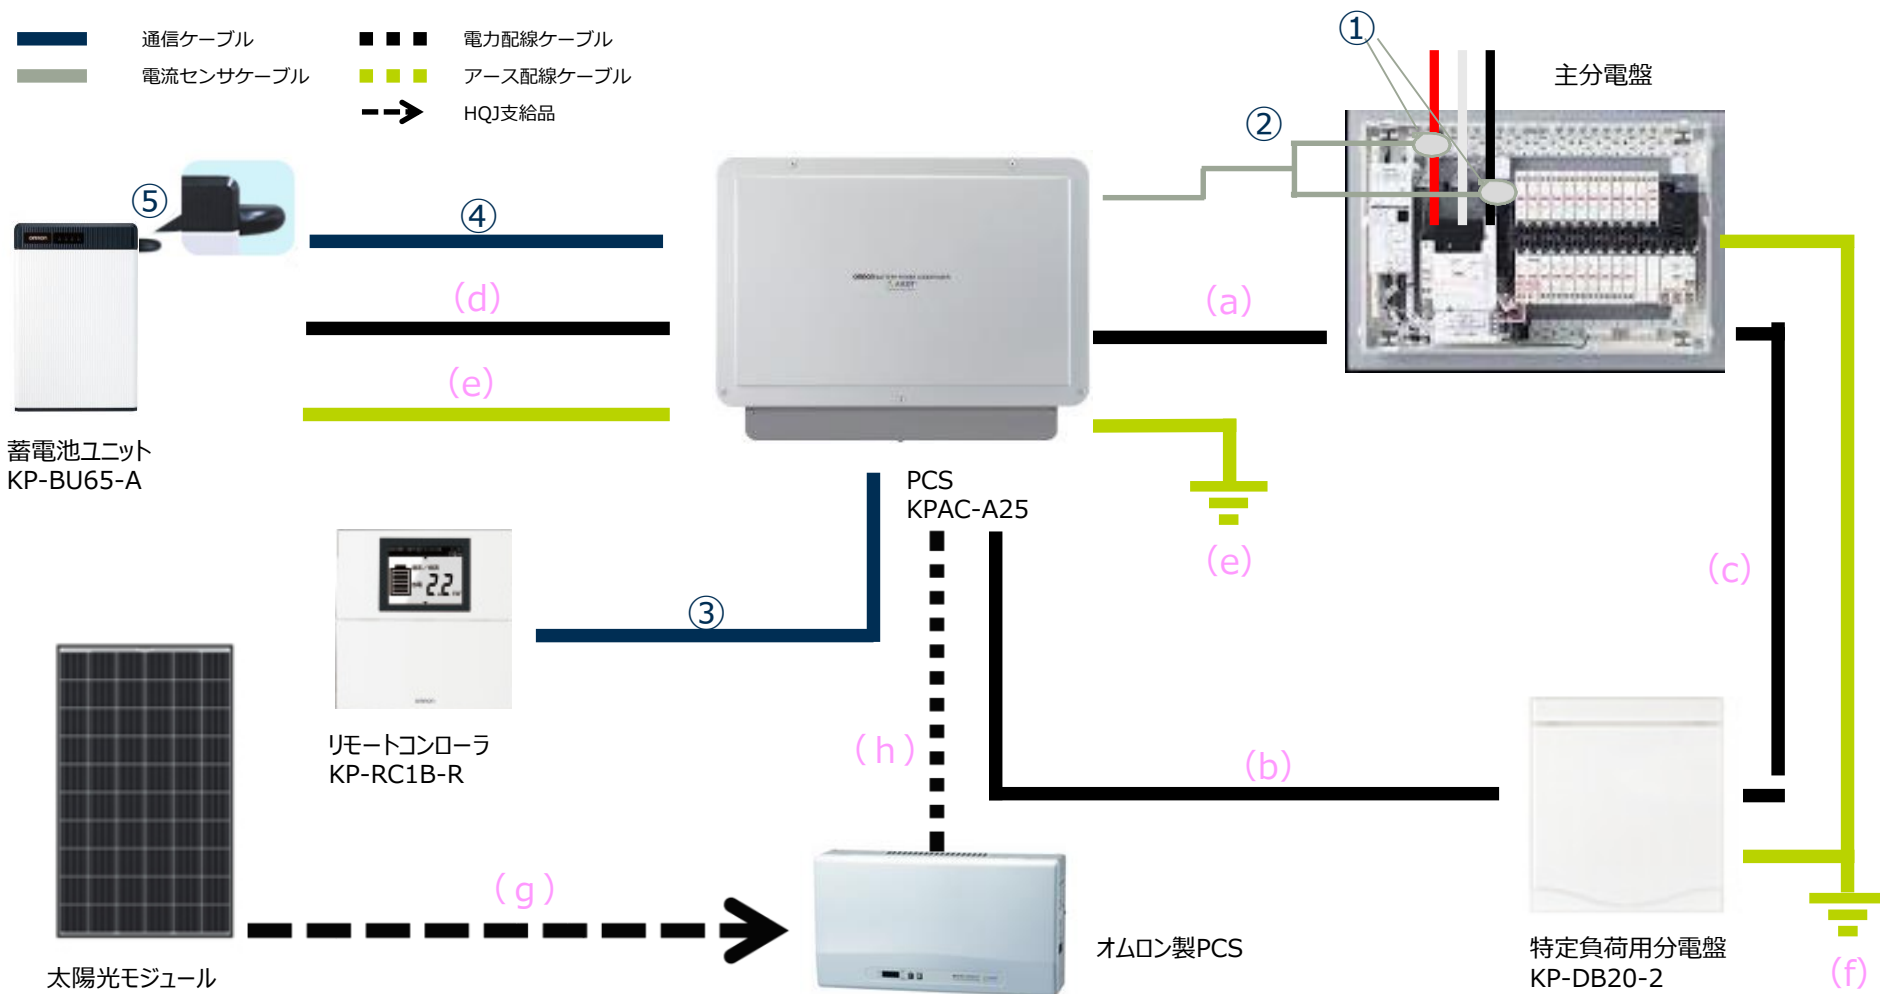 通信ケーブル
電力配線ケーブル
電流センサケーブル
アース配線ケーブル
HQJ支給品
①
主分電盤
②
⑤
④
(d)
(a)
(e)
蓄電池ユニット
KP-BU65-A
PCS
KPAC-A25
(e)
(c)
2.2
③
リモートコンローラ
KP-RC1B-R
(h)
(b)
(g)
オムロン製PCS
太陽光モジュール
特定負荷用分電盤
KP-DB20-2
(f)